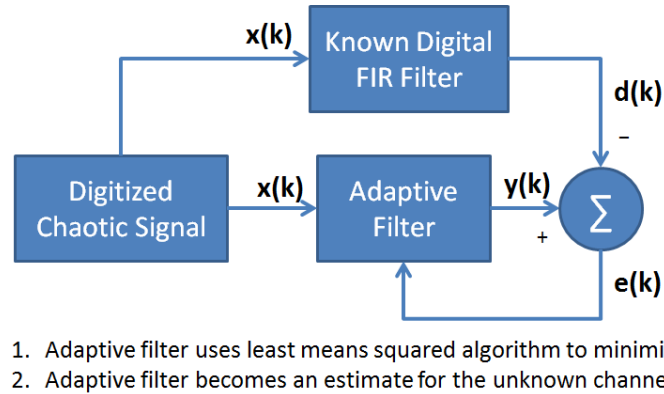 x(k)
Known Digital
FIR Filter
d(k)
−
Digitized
Chaotic Signal
x(k)
Adaptive
Filter
y(k)
+
Σ
e(k)
1. Adaptive filter uses least means squared algorithm to minimi
2. Adaptive filter becomes an estimate for the unknown channe